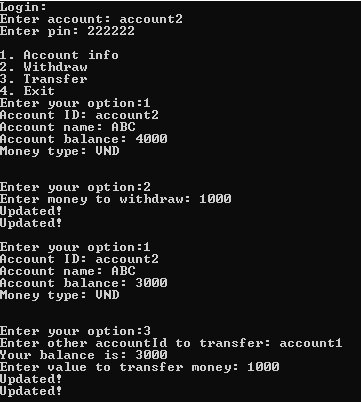 Login:
Enter account: account2
Enter pin: 222222
1. Account info
2. Withdraw
3. Transfer
4. Exit
Enter your option:1
Account ID: account2
Account name: ABC
Account balance: 4000
Money type: VND
Enter your option:2
Enter money to withdraw: 1000
Updated!
Updated!
Enter your option:1
Account ID: account2
Account name: ABC
Account balance: 3000
Money type: VND
Enter your option:3
Enter other accountId to transfer: account1
Your balance is: 3000
Enter value to transfer money: 1000
Updated!
Updated!